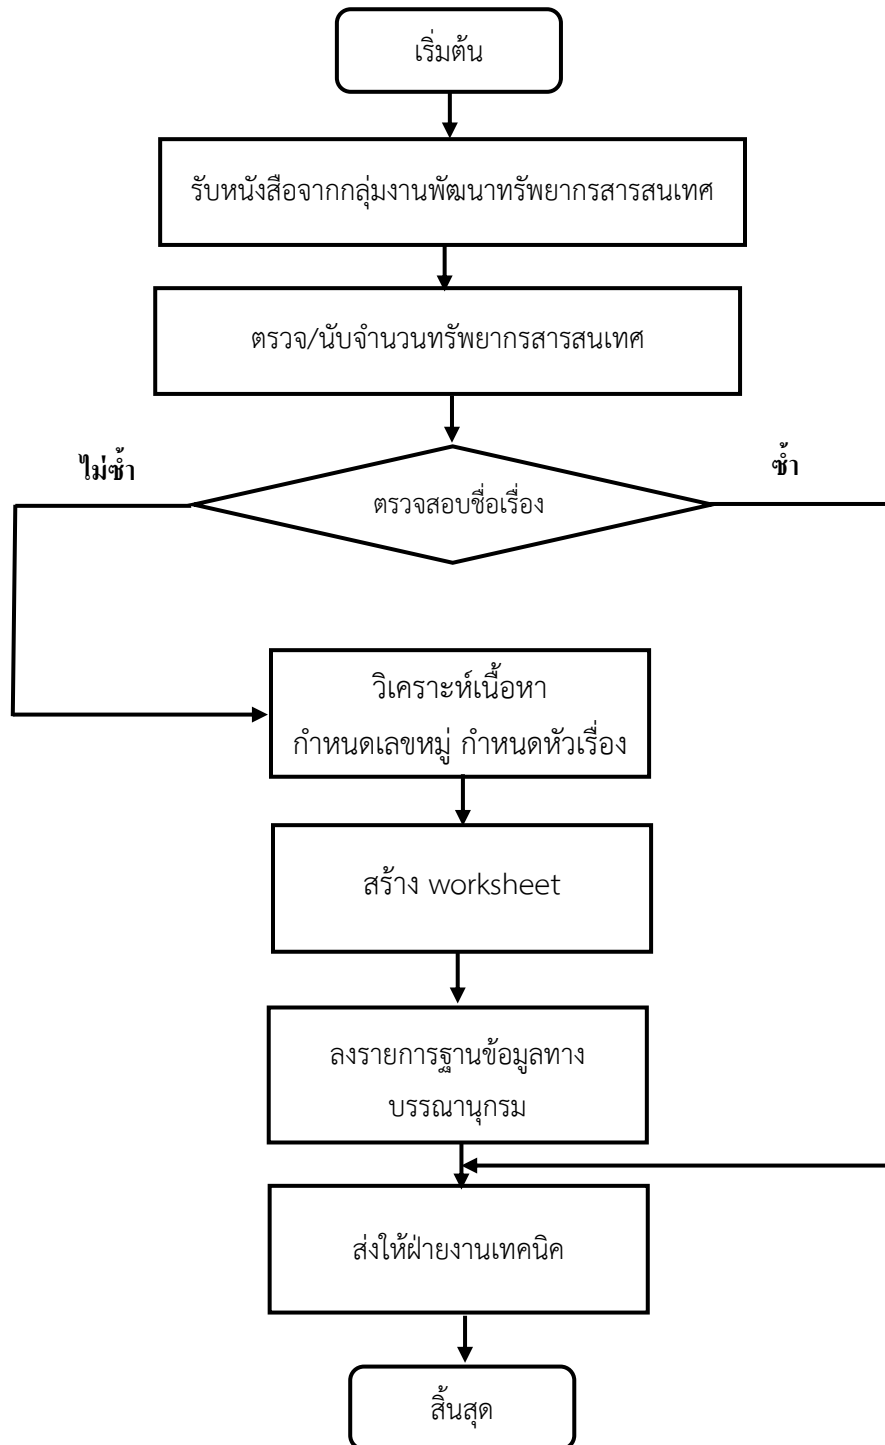 เริ่มต้น
รับหนังสือจากกลุ่มงานพัฒนาทรัพยากรสารสนเทศ
ตรวจ/นับจำนวนทรัพยากรสารสนเทศ
ไม่ซ้ำ
ซ้ำ
ตรวจสอบชื่อเรื่อง
วิเคราะห์เนื้อหา
กำหนดเลขหมู่ กำหนดหัวเรื่อง
สร้าง worksheet
ลงรายการฐานข้อมูลทาง
บรรณานุกรม
ส่งให้ฝ่ายงานเทคนิค
สิ้นสุด